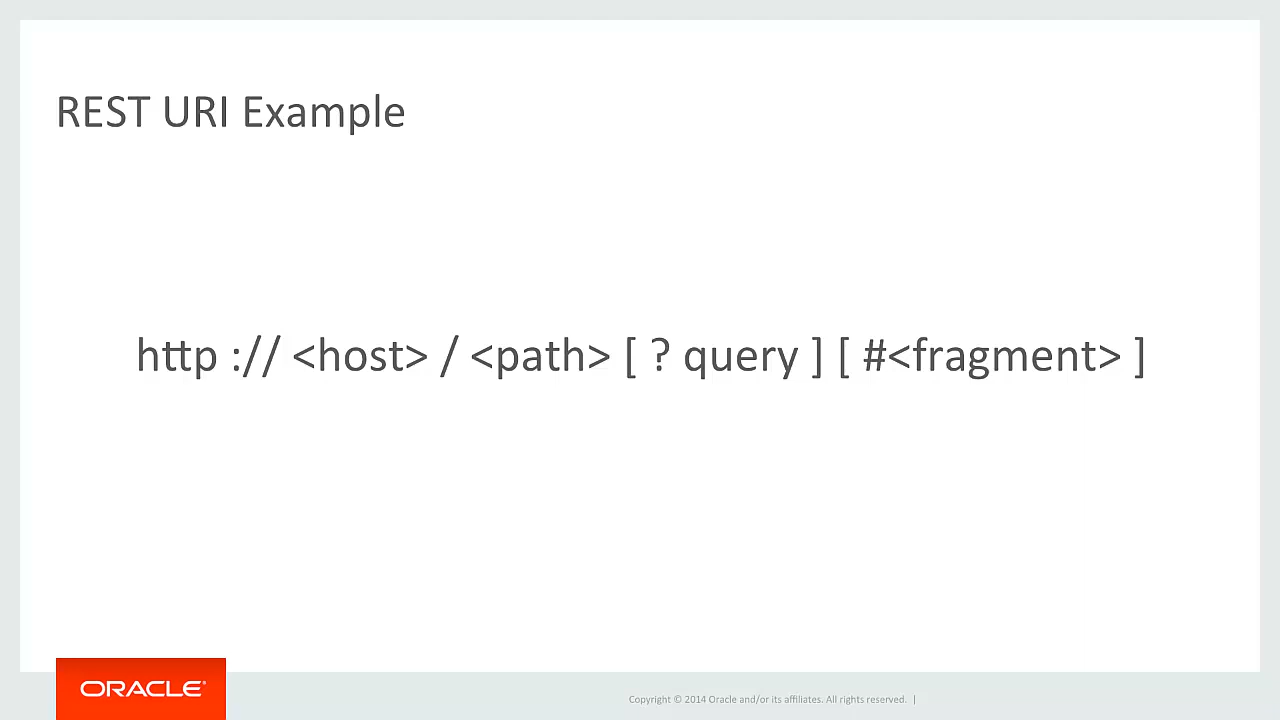 REST URI Example
http :// <host> / <path> [ ? query ] [ #<fragment> ]
ORACLE®
Copyright © 2014 Oracle and/or its affiliates. All rights reserved. |